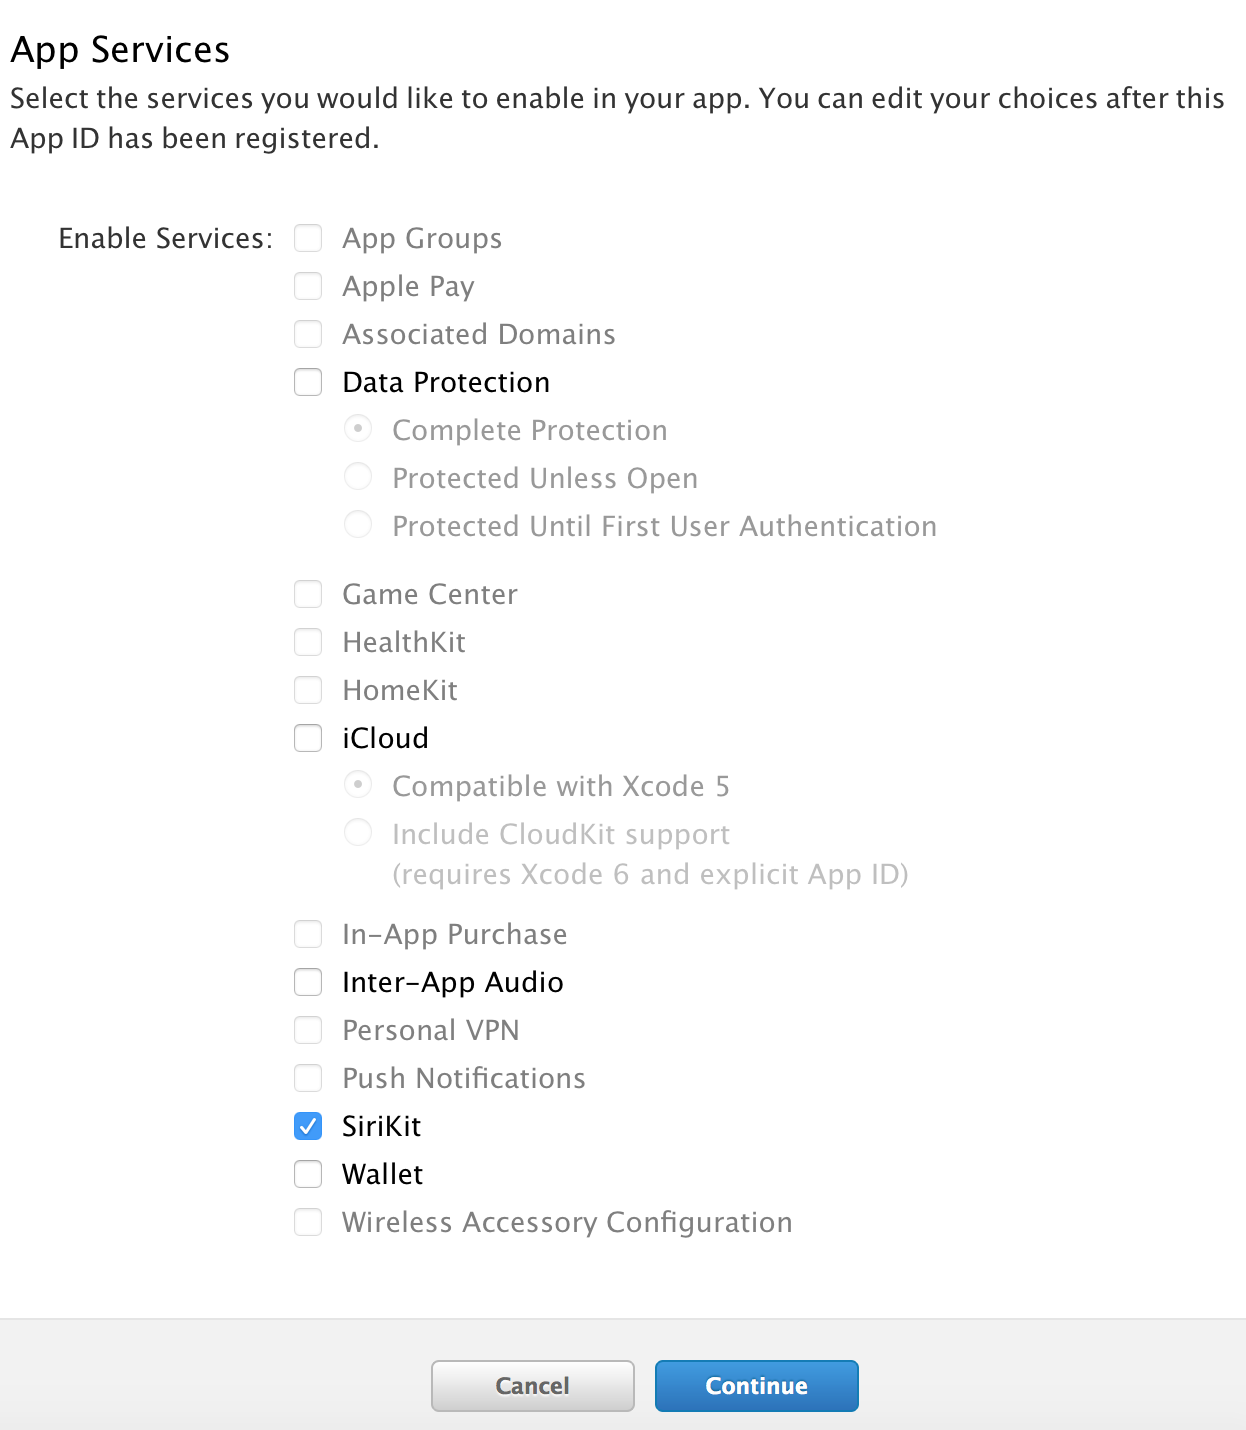 App Services
Select the services you would like to enable in your app. You can edit your choices after this
App ID has been registered.
Enable Services:
App Groups
Apple Pay
Associated Domains
Data Protection
Complete Protection
Protected Unless Open
Protected Until First User Authentication
Game Center
HealthKit
HomeKit
iCloud
Compatible with Xcode 5
Include CloudKit support
(requires Xcode 6 and explicit App ID)
In-App Purchase
Inter-App Audio
Personal VPN
Push Notifications
SiriKit
Wallet
Wireless Accessory Configuration
Cancel
Continue